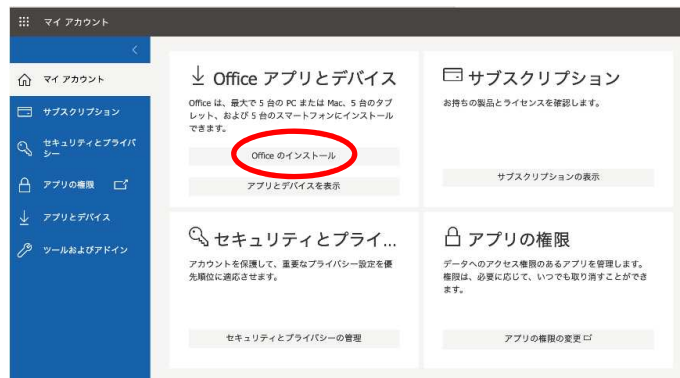 マイ アカウント
マイ アカウント
サブスクリプション
セキュリティとプライバ
シー
アプリの権限
アプリとデバイス
ツールおよびアドイン
Office アプリとデバイス
Office は、最大で 5 台の PC または Mac、5 台のタブ
レット、および 5 台のスマートフォンにインストール
できます。
Office のインストール
アプリとデバイスを表示
サブスクリプション
お持ちの製品とライセンスを確認します。
サブスクリプションの表示
セキュリティとプライ...
アカウントを保護して、重要なプライバシー設定を優
先順位に適応させます。
セキュリティとプライバシーの管理
アプリの権限
データへのアクセス権限のあるアプリを管理します。
権限は、必要に応じて、いつでも取り消すことができ
ます。
アプリの権限の変更